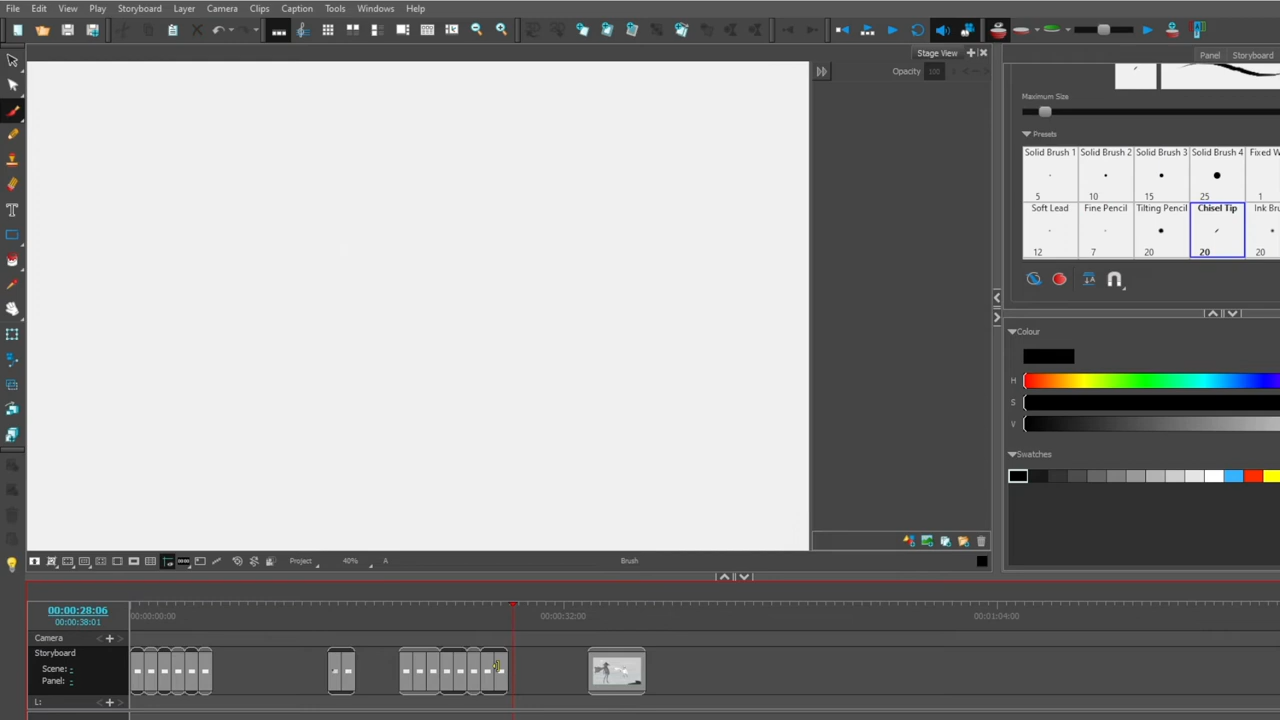 File Edit View Play Storyboard Layer Camera Clips Caption Tools Windows Help
Stage View
Panel Storyboard
Opacity 100
Maximum Size
Presets
Solid Brush 1 Solid Brush 2 Solid Brush 3 Solid Brush 4 Fixed W
5 10 15 25 1
Soft Lead Fine Pencil Tilting Pencil Chisel Tip Ink Bru
12 7 20 20 20
Colour
H
S
V
Swatches
Project 40% A Brush
00:00:28:06
00:00:38:01
00:00:00:00 00:00:32:00 00:01:04:00
Camera
Storyboard
Scene: -
Panel: -
L: